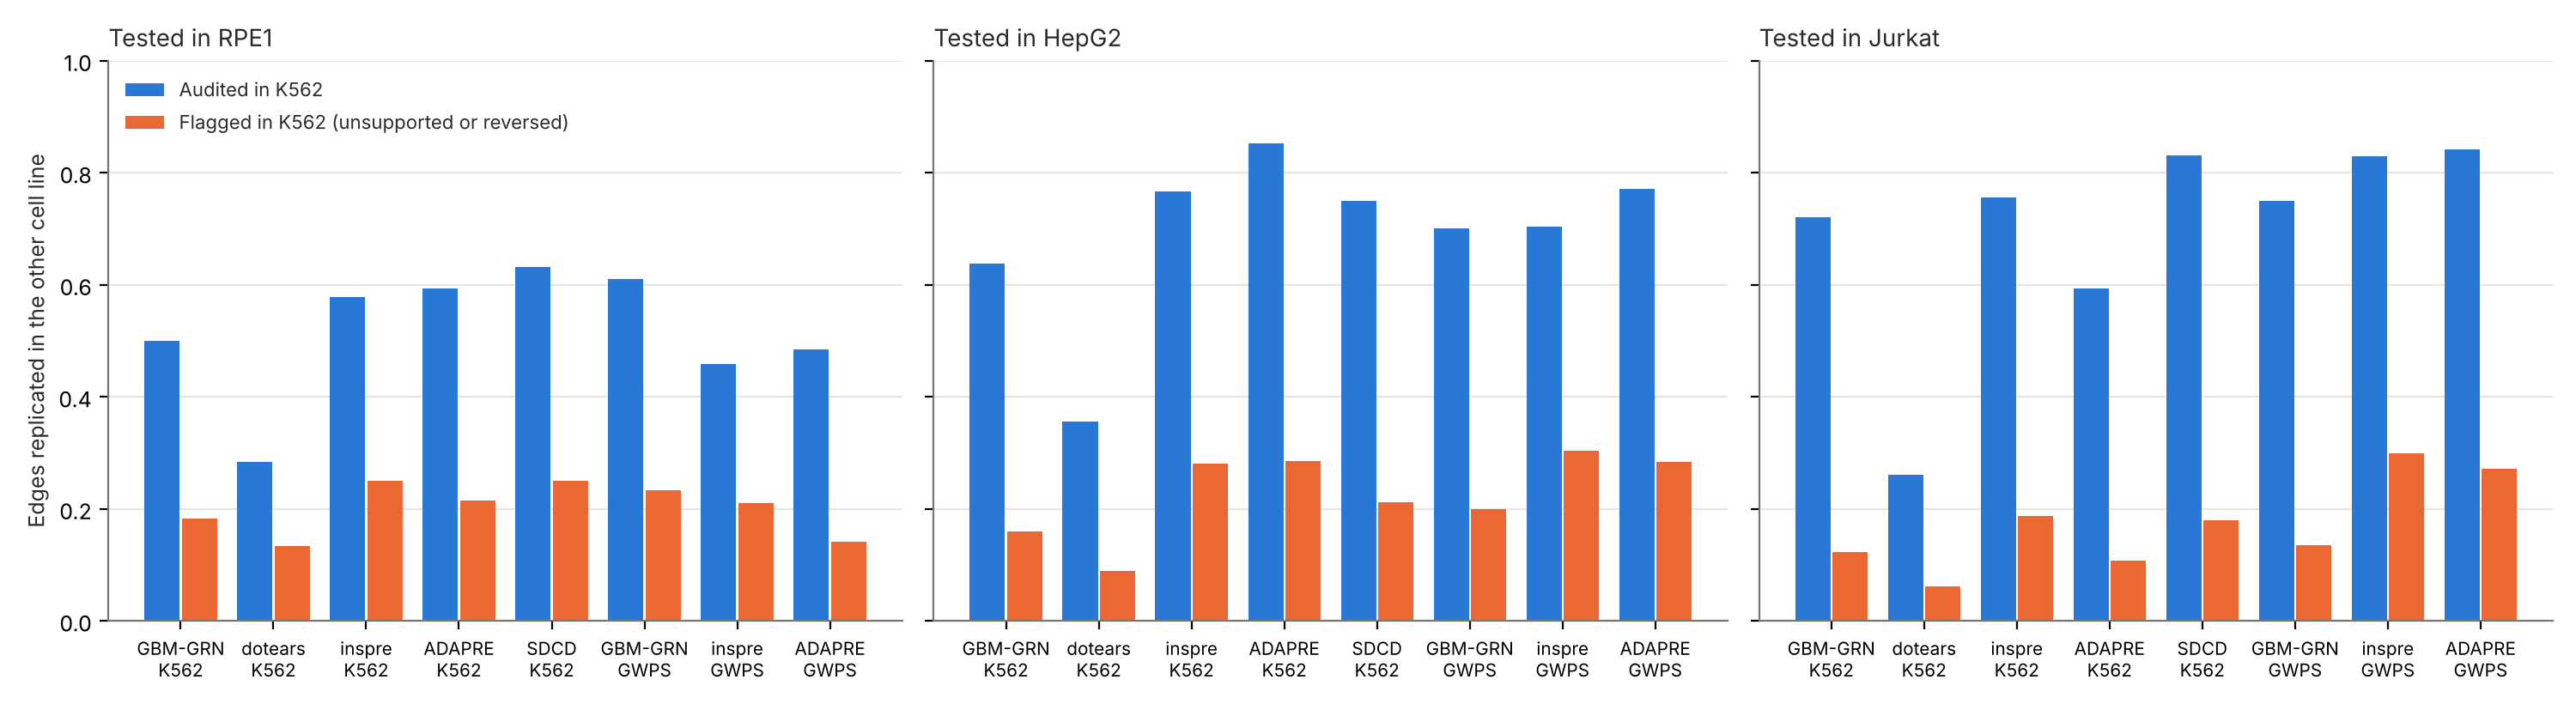 Tested in RPE1
Tested in HepG2
Tested in Jurkat
Edges replicated in the other cell line
1.0
0.8
0.6
0.4
0.2
0.0
Audited in K562
Flagged in K562 (unsupported or reversed)
GBM-GRN K562
dotears K562
inspre K562
ADAPRE K562
SDCD K562
GBM-GRN GWPS
inspre GWPS
ADAPRE GWPS
GBM-GRN K562
dotears K562
inspre K562
ADAPRE K562
SDCD K562
GBM-GRN GWPS
inspre GWPS
ADAPRE GWPS
GBM-GRN K562
dotears K562
inspre K562
ADAPRE K562
SDCD K562
GBM-GRN GWPS
inspre GWPS
ADAPRE GWPS